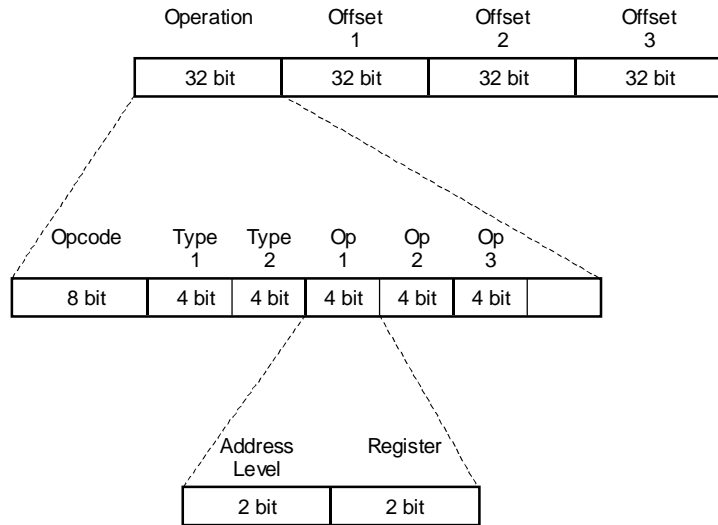 Operation Offset Offset Offset
1 2 3
32 bit 32 bit 32 bit 32 bit
Opcode Type Type Op Op Op
1 2 1 2 3
8 bit 4 bit 4 bit 4 bit 4 bit 4 bit
Address Register
Level
2 bit 2 bit